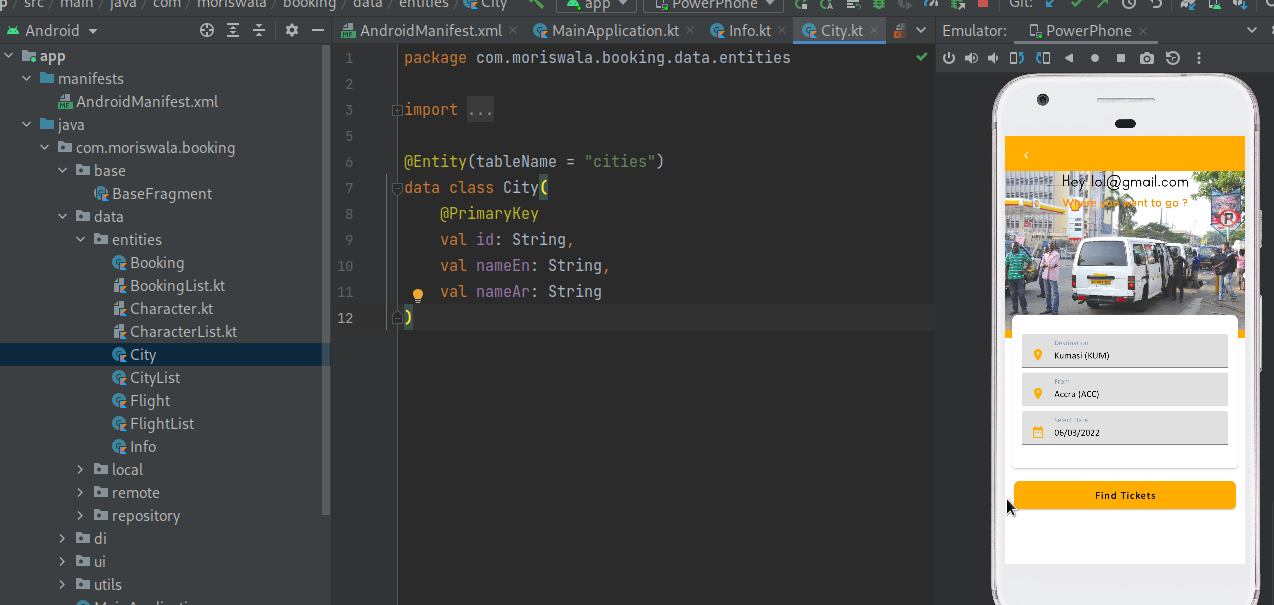 src / main / java / com / moriswala / booking / data / entities / City
app
PowerPhone
Git:
Android
AndroidManifest.xml
MainApplication.kt
Info.kt
City.kt
Emulator:
PowerPhone
app
manifests
AndroidManifest.xml
java
com.moriswala.booking
base
BaseFragment
data
entities
Booking
BookingList.kt
Character.kt
CharacterList.kt
City
CityList
Flight
FlightList
Info
local
remote
repository
di
ui
utils
1 package com.moriswala.booking.data.entities
2
3 import ...
5
6 @Entity(tableName = "cities")
7 data class City(
8 @PrimaryKey
9 val id: String,
10 val nameEn: String,
11 val nameAr: String
12 )
Hey lol@gmail.com
Where you want to go ?
P
Destination
Kumasi (KUM)
From
Accra (ACC)
Select Date
06/03/2022
Find Tickets